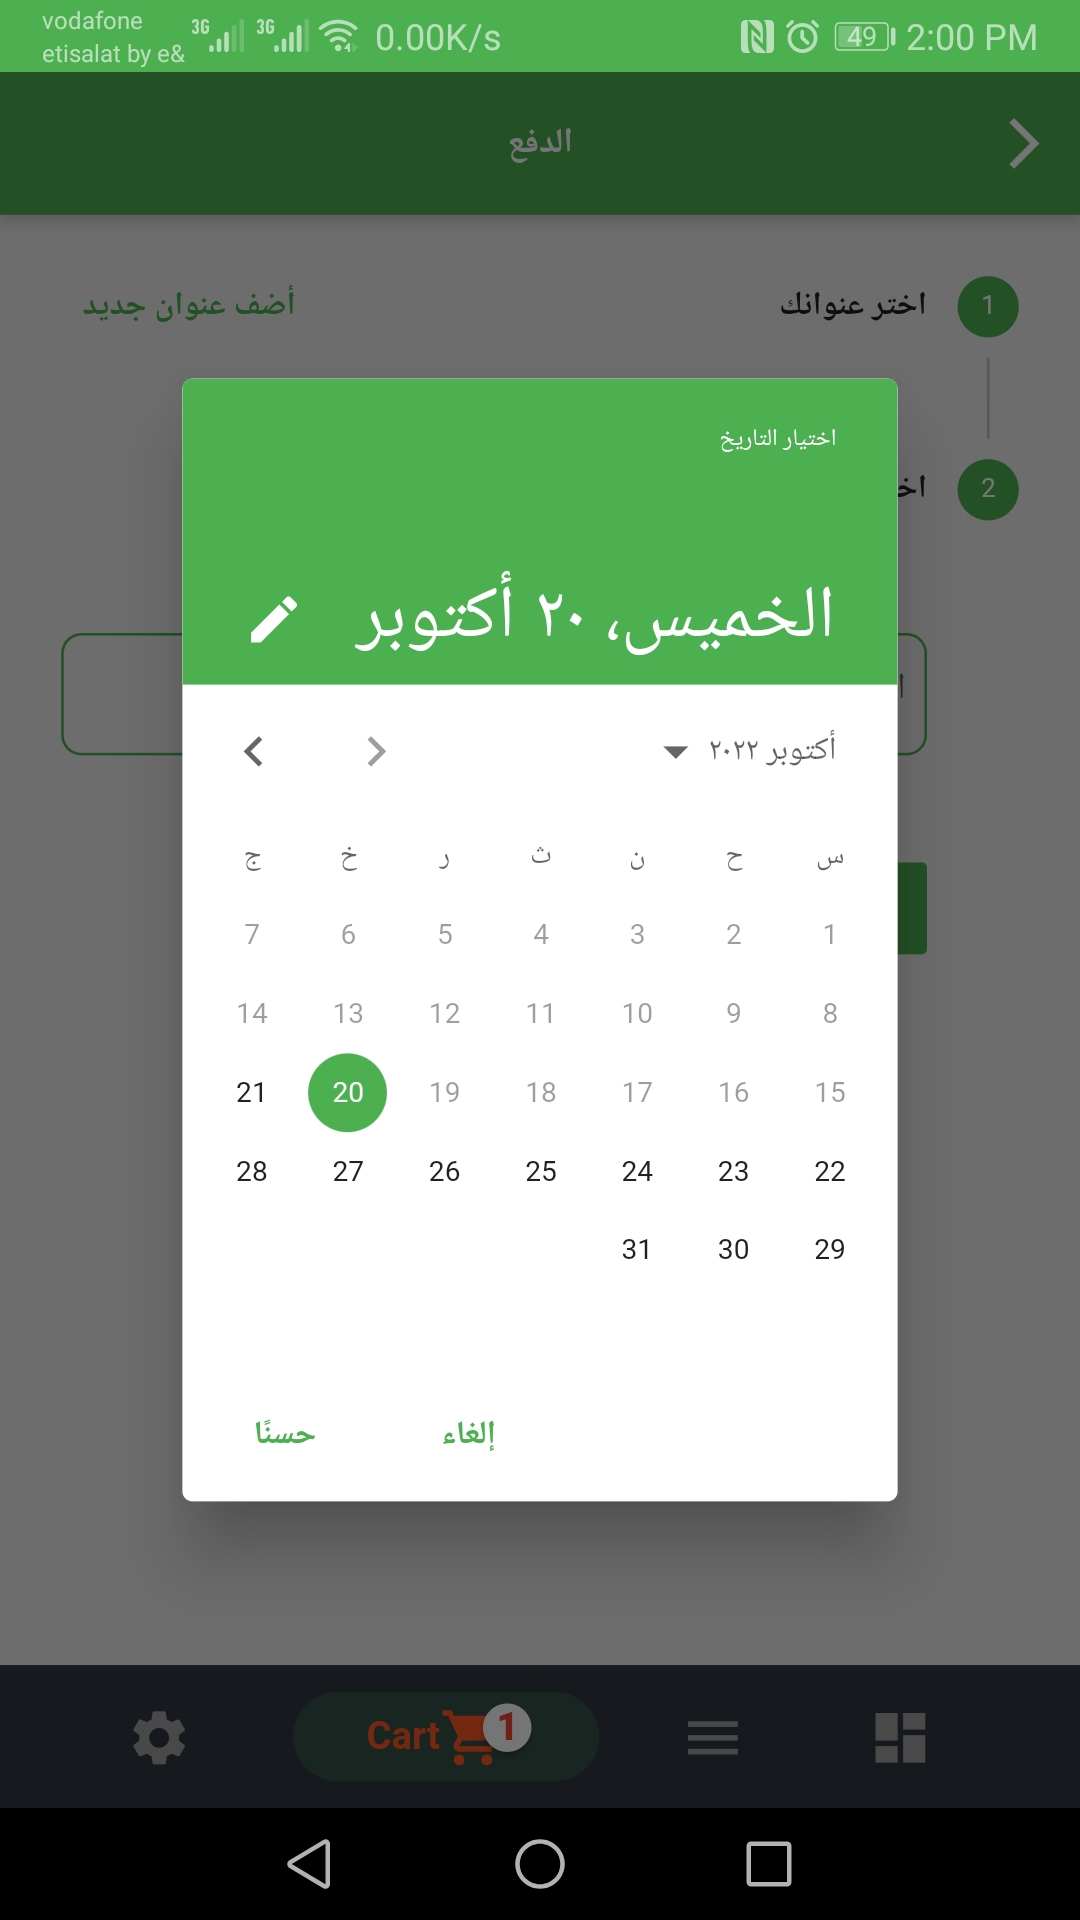 vodafone
etisalat by e&
3G 3G 0.00K/s 49 2:00 PM
الدفع
1 اختر عنوانك أضف عنوان جديد
اختيار التاريخ
2
الخميس، ٢٠ أكتوبر
أكتوبر ٢٠٢٢
س ح ن ث ر خ ج
1 2 3 4 5 6 7
8 9 10 11 12 13 14
15 16 17 18 19 20 21
22 23 24 25 26 27 28
29 30 31
إلغاء حسنًا
Cart 1